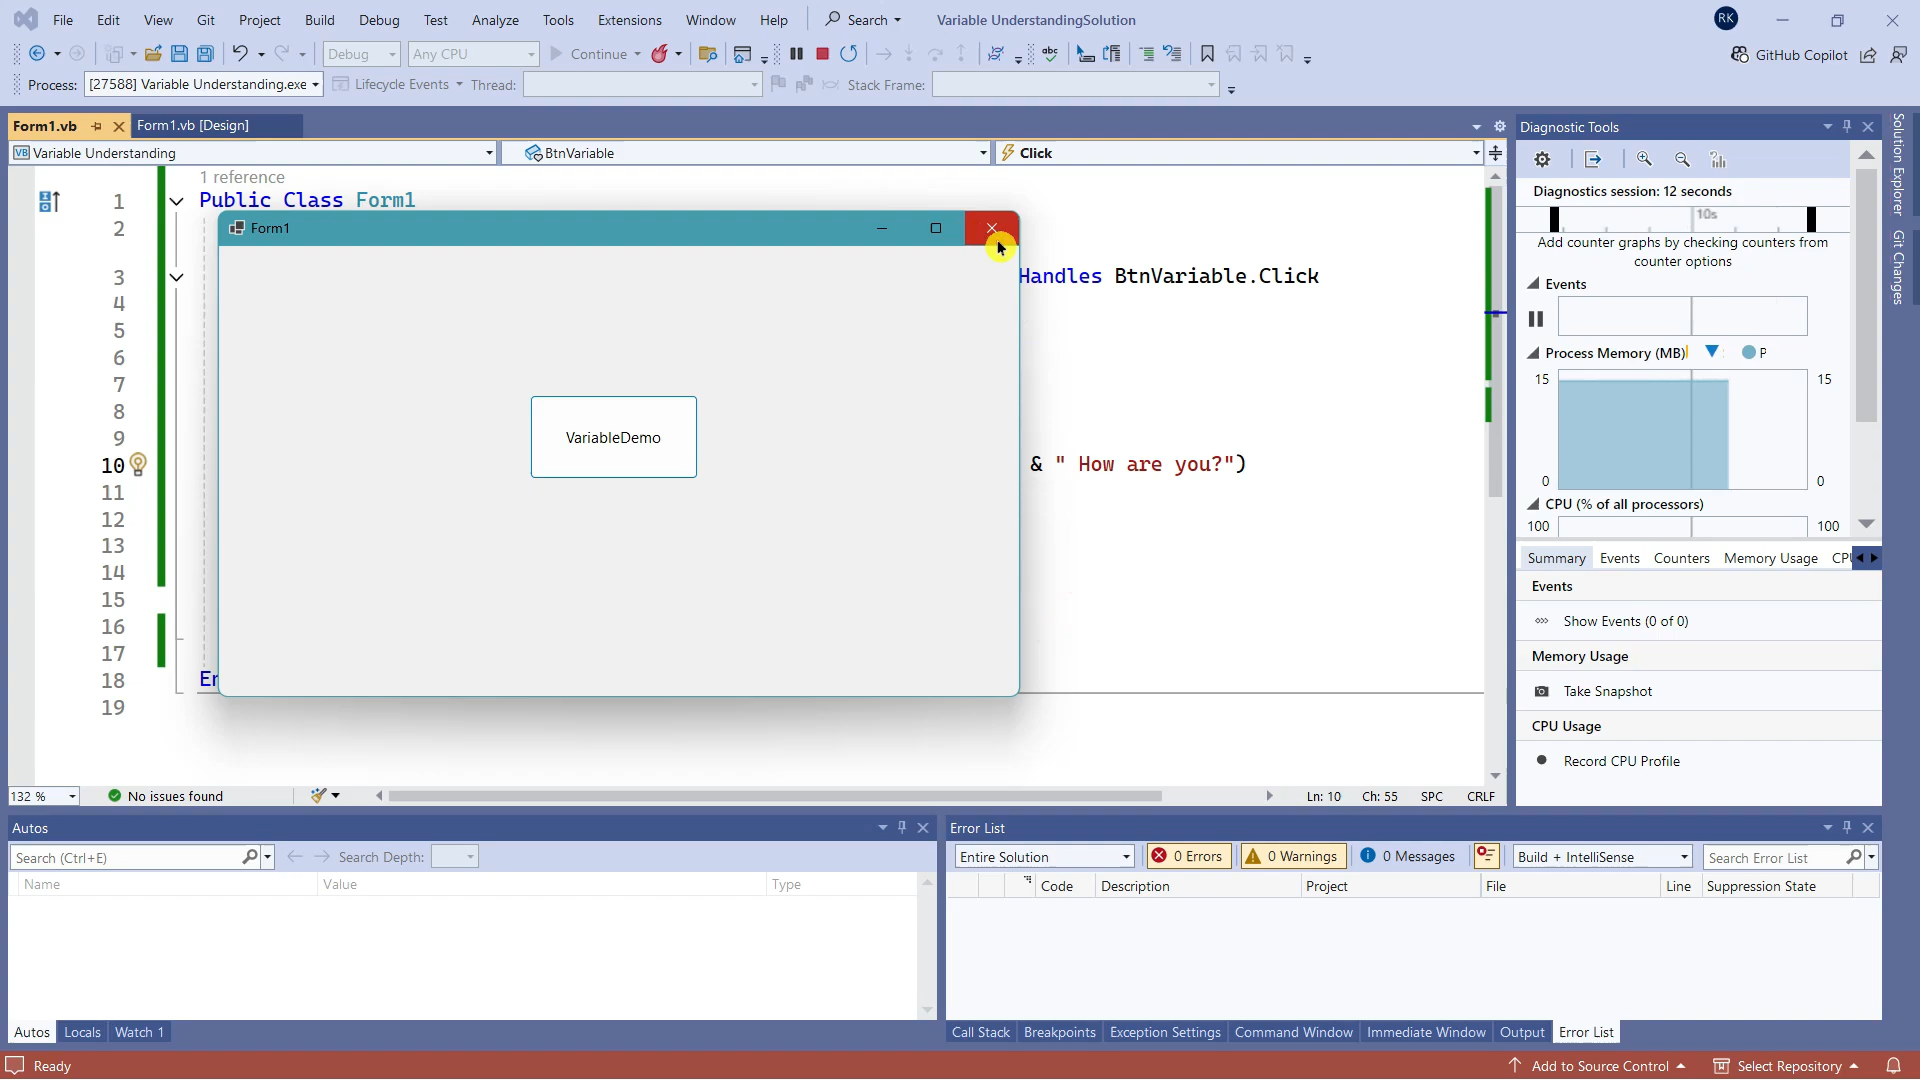 File Edit View Git Project Build Debug Test Analyze Tools Extensions Window Help Search Variable UnderstandingSolution RK
Debug Any CPU Continue GitHub Copilot
Process: [27588] Variable Understanding.exe Lifecycle Events Thread: Stack Frame:
Form1.vb Form1.vb [Design]
VB Variable Understanding BtnVariable Click
1 reference
1 Public Class Form1
2
3 Handles BtnVariable.Click
4
5
6
7
8
9
10 & " How are you?")
11
12
13
14
15
16
17
18 En
19
Form1
VariableDemo
132 % No issues found Ln: 10 Ch: 55 SPC CRLF
Diagnostic Tools
Diagnostics session: 12 seconds
10s
Add counter graphs by checking counters from
counter options
Events
Process Memory (MB) P
15 15
0 0
CPU (% of all processors)
100 100
Summary Events Counters Memory Usage
Events
Show Events (0 of 0)
Memory Usage
Take Snapshot
CPU Usage
Record CPU Profile
Solution Explorer
Git Changes
Autos
Search (Ctrl+E) Search Depth:
Name Value Type
Autos Locals Watch 1
Error List
Entire Solution 0 Errors 0 Warnings 0 Messages Build + IntelliSense Search Error List
Code Description Project File Line Suppression State
Call Stack Breakpoints Exception Settings Command Window Immediate Window Output Error List
Ready Add to Source Control Select Repository